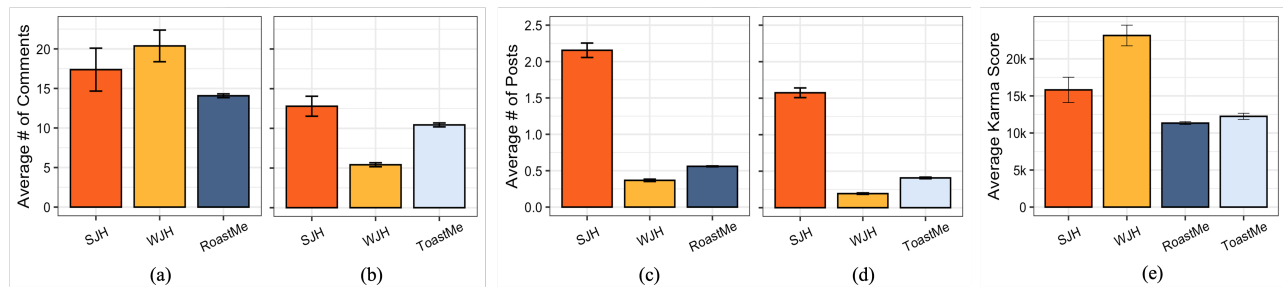 Average # of Comments
20
15
10
5
0
SJH
WJH
RoastMe
(a)
SJH
WJH
ToastMe
(b)
Average # of Posts
2.5
2.0
1.5
1.0
0.5
0.0
SJH
WJH
RoastMe
(c)
SJH
WJH
ToastMe
(d)
Average Karma Score
20k
15k
10k
5k
0
SJH
WJH
RoastMe
ToastMe
(e)